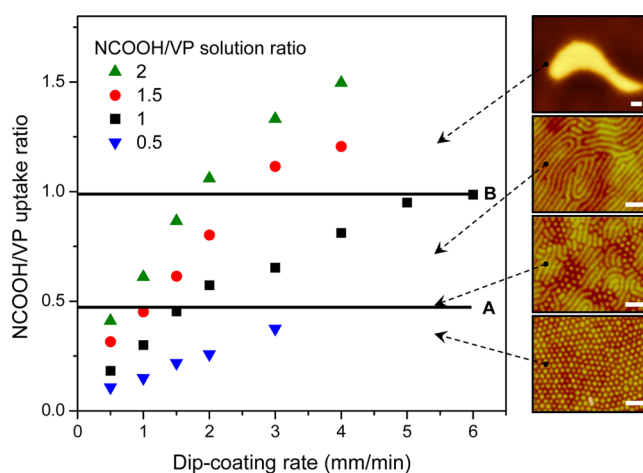 NCOOH/VP solution ratio
2
1.5
1
0.5
NCOOH/VP uptake ratio
1.5
1.0
0.5
0.0
B
A
0 1 2 3 4 5 6
Dip-coating rate (mm/min)